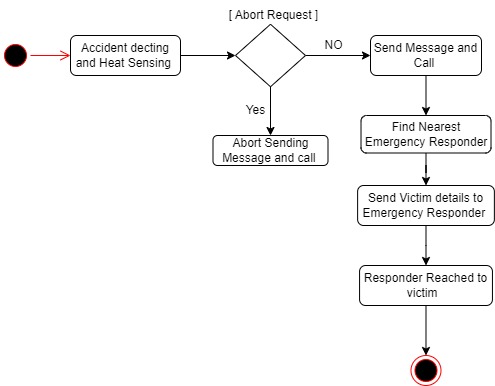 [ Abort Request ]
Accident decting
and Heat Sensing
NO
Send Message and
Call
Yes
Abort Sending
Message and call
Find Nearest
Emergency Responder
Send Victim details to
Emergency Responder
Responder Reached to
victim